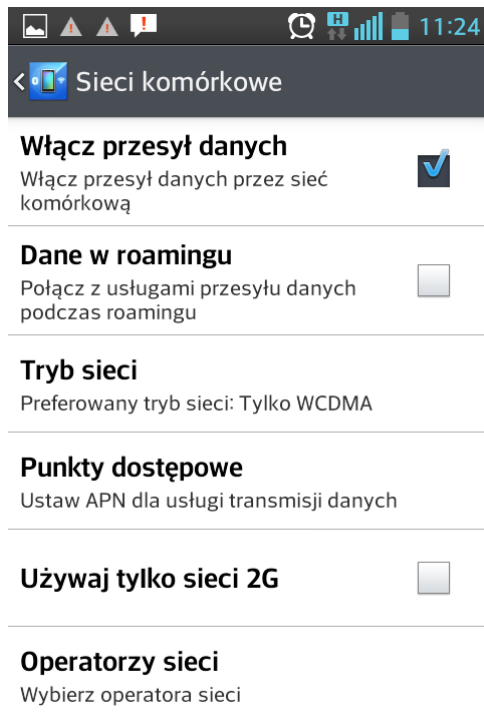 H 11:24
Sieci komórkowe
Włącz przesył danych
Włącz przesył danych przez sieć
komórkową
Dane w roamingu
Połącz z usługami przesyłu danych
podczas roamingu
Tryb sieci
Preferowany tryb sieci: Tylko WCDMA
Punkty dostępowe
Ustaw APN dla usługi transmisji danych
Używaj tylko sieci 2G
Operatorzy sieci
Wybierz operatora sieci